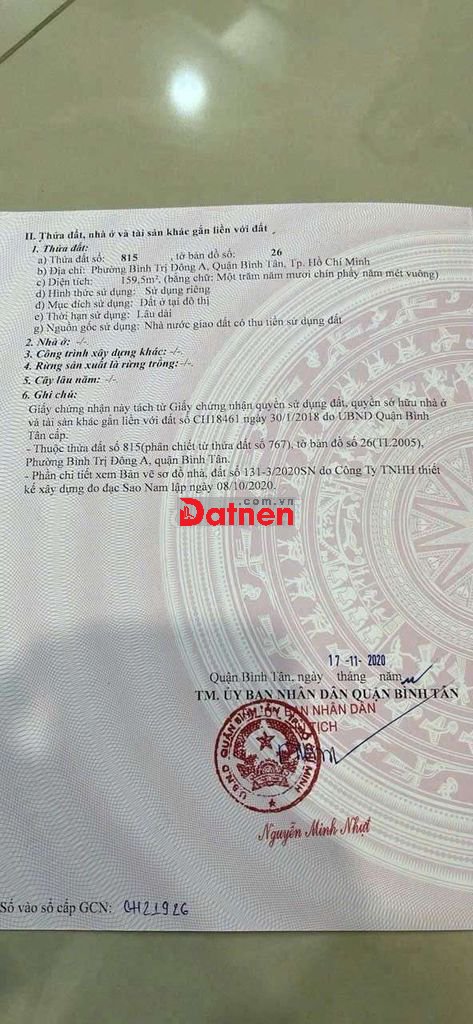 II. Thửa đất, nhà ở và tài sản khác gắn liền với đất
1. Thửa đất:
a) Thửa đất số: 815 , tờ bản đồ số: 26
b) Địa chỉ: Phường Bình Trị Đông A, Quận Bình Tân, Tp. Hồ Chí Minh
c) Diện tích: 159,5m², (bằng chữ: Một trăm năm mươi chín phẩy năm mét vuông)
d) Hình thức sử dụng: Sử dụng riêng
đ) Mục đích sử dụng: Đất ở tại đô thị
e) Thời hạn sử dụng: Lâu dài
g) Nguồn gốc sử dụng: Nhà nước giao đất có thu tiền sử dụng đất
2. Nhà ở: -/-
3. Công trình xây dựng khác: -/-.
4. Rừng sản xuất là rừng trồng: -/-.
5. Cây lâu năm: -/-
6. Ghi chú:
Giấy chứng nhận này tách từ Giấy chứng nhận quyền sử dụng đất, quyền sở hữu nhà ở
và tài sản khác gắn liền với đất số CH18461 ngày 30/1/2018 do UBND Quận Bình
Tân cấp.
- Thuộc thửa đất số 815(phân chiết từ thửa đất số 767), tờ bản đồ số 26(TL2005),
Phường Bình Trị Đông A, quận Bình Tân.
- Phần chi tiết xem Bản vẽ sơ đồ nhà, đất số 131-3/2020SN do Công Ty TNHH thiết
kế xây dựng đo đạc Sao Nam lập ngày 08/10/2020.
.com.vn
Datnen
17-11-2020
Quận Bình Tân, ngày tháng năm
TM. ỦY BAN NHÂN DÂN QUẬN BÌNH TÂN
BAN NHÂN DÂN
TỊCH
U.B.N.D QUẬN BÌNH TÂN TP. HỒ CHÍ MINH
Nguyễn Minh Nhựt
Số vào sổ cấp GCN: CH21926